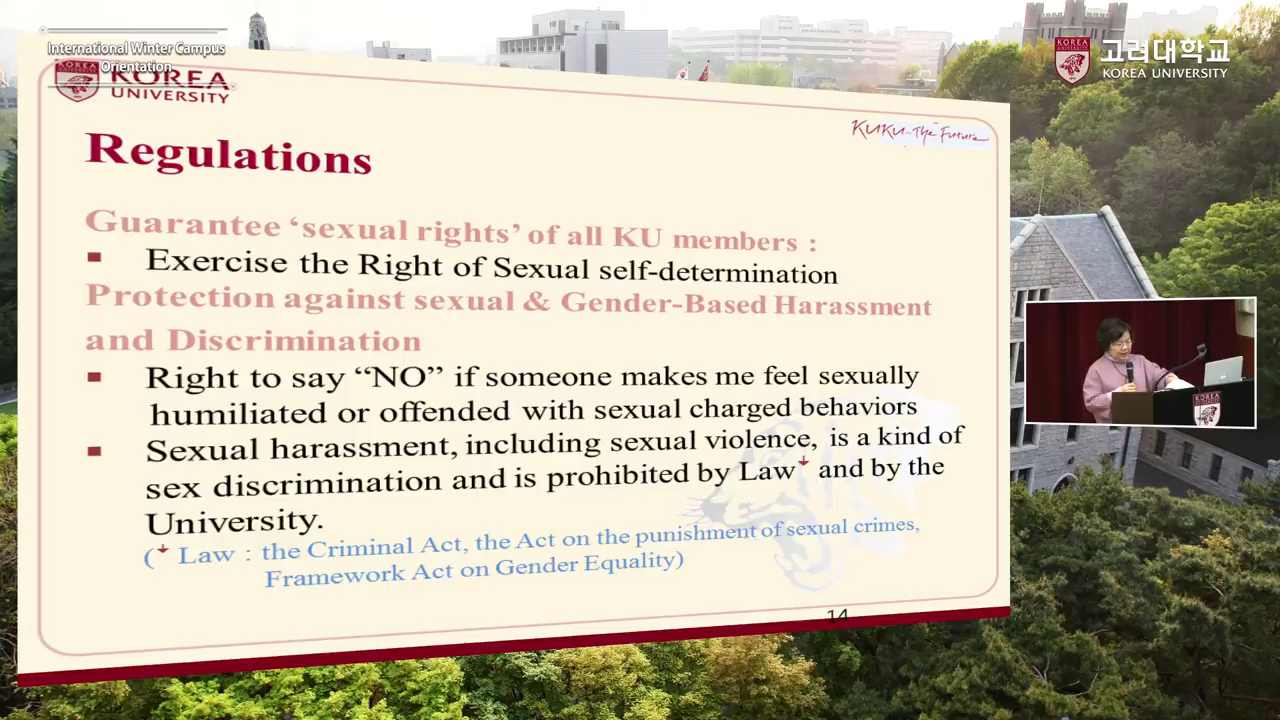 International Winter Campus
Orientation
KOREA
UNIVERSITY
고려대학교
KOREA UNIVERSITY
KUKU-The Future
Regulations
Guarantee ‘sexual rights’ of all KU members :
Exercise the Right of Sexual self-determination
Protection against sexual & Gender-Based Harassment
and Discrimination
Right to say “NO” if someone makes me feel sexually
humiliated or offended with sexual charged behaviors
Sexual harassment, including sexual violence, is a kind of
sex discrimination and is prohibited by Law and by the
University.
( Law : the Criminal Act, the Act on the punishment of sexual crimes,
Framework Act on Gender Equality)
14